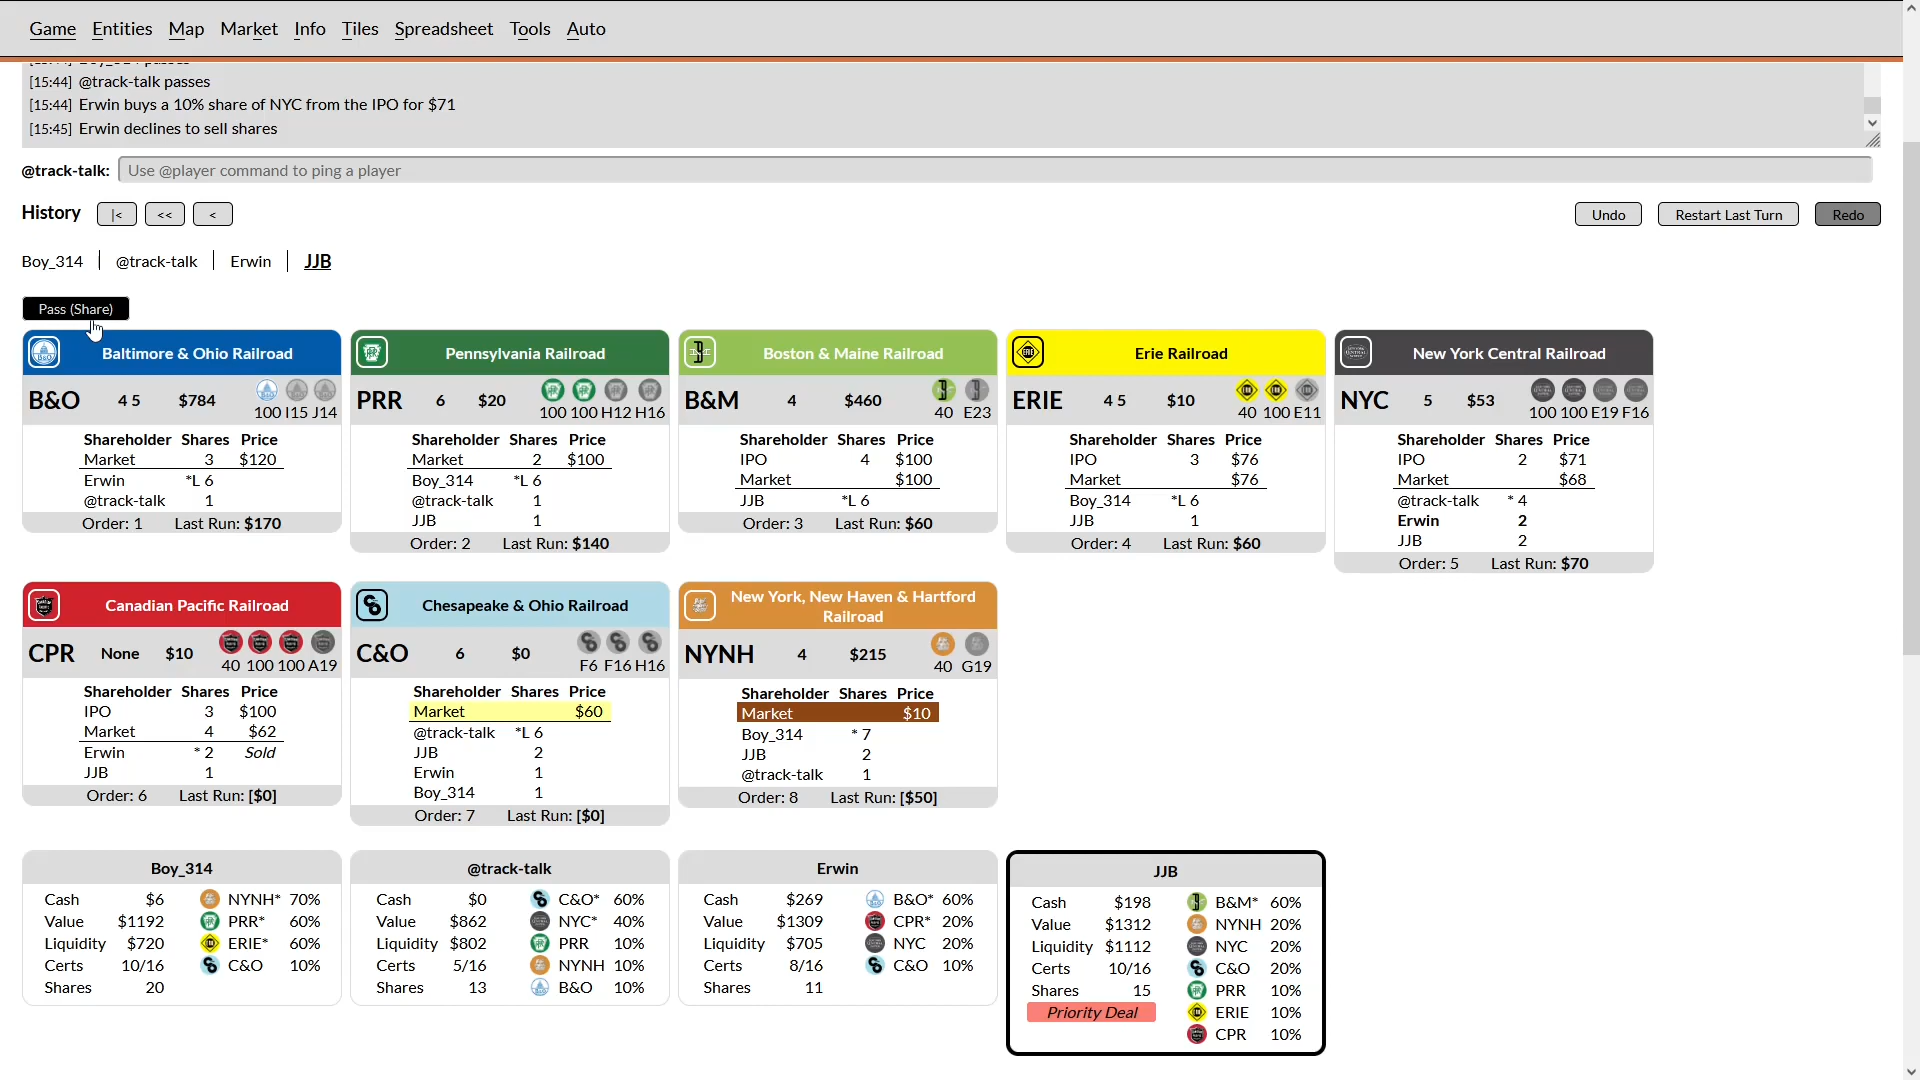 Game Entities Map Market Info Tiles Spreadsheet Tools Auto
[15:44] @track-talk passes
[15:44] Erwin buys a 10% share of NYC from the IPO for $71
[15:45] Erwin declines to sell shares
@track-talk: Use @player command to ping a player
History |< << < Undo Restart Last Turn Redo
Boy_314 @track-talk Erwin JJB
Pass (Share)
Baltimore & Ohio Railroad
B&O 4 5 $784 100 I15 J14
Shareholder Shares Price
Market 3 $120
Erwin *L 6
@track-talk 1
Order: 1 Last Run: $170
Pennsylvania Railroad
PRR 6 $20 100 100 H12 H16
Shareholder Shares Price
Market 2 $100
Boy_314 *L 6
@track-talk 1
JJB 1
Order: 2 Last Run: $140
Boston & Maine Railroad
B&M 4 $460 40 E23
Shareholder Shares Price
IPO 4 $100
Market $100
JJB *L 6
Order: 3 Last Run: $60
Erie Railroad
ERIE 4 5 $10 40 100 E11
Shareholder Shares Price
IPO 3 $76
Market $76
Boy_314 *L 6
JJB 1
Order: 4 Last Run: $60
New York Central Railroad
NYC 5 $53 100 100 E19 F16
Shareholder Shares Price
IPO 2 $71
Market $68
@track-talk * 4
Erwin 2
JJB 2
Order: 5 Last Run: $70
Canadian Pacific Railroad
CPR None $10 40 100 100 A19
Shareholder Shares Price
IPO 3 $100
Market 4 $62
Erwin * 2 Sold
JJB 1
Order: 6 Last Run: [$0]
Chesapeake & Ohio Railroad
C&O 6 $0 F6 F16 H16
Shareholder Shares Price
Market $60
@track-talk *L 6
JJB 2
Erwin 1
Boy_314 1
Order: 7 Last Run: [$0]
New York, New Haven & Hartford
Railroad
NYNH 4 $215 40 G19
Shareholder Shares Price
Market $10
Boy_314 * 7
JJB 2
@track-talk 1
Order: 8 Last Run: [$50]
Boy_314
Cash $6 NYNH* 70%
Value $1192 PRR* 60%
Liquidity $720 ERIE* 60%
Certs 10/16 C&O 10%
Shares 20
@track-talk
Cash $0 C&O* 60%
Value $862 NYC* 40%
Liquidity $802 PRR 10%
Certs 5/16 NYNH 10%
Shares 13 B&O 10%
Erwin
Cash $269 B&O* 60%
Value $1309 CPR* 20%
Liquidity $705 NYC 20%
Certs 8/16 C&O 10%
Shares 11
JJB
Cash $198 B&M* 60%
Value $1312 NYNH 20%
Liquidity $1112 NYC 20%
Certs 10/16 C&O 20%
Shares 15 PRR 10%
Priority Deal ERIE 10%
CPR 10%